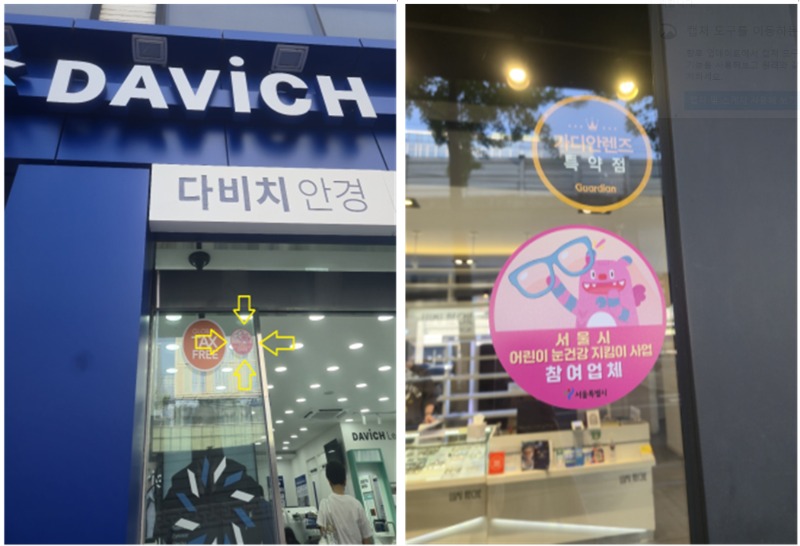 DAVICH
다비치 안경
TAX
FREE
DAVICH Le
가디안렌즈
특약점
Guardian
서울시
어린이 눈건강 지킴이 사업
참여업체
서울특별시